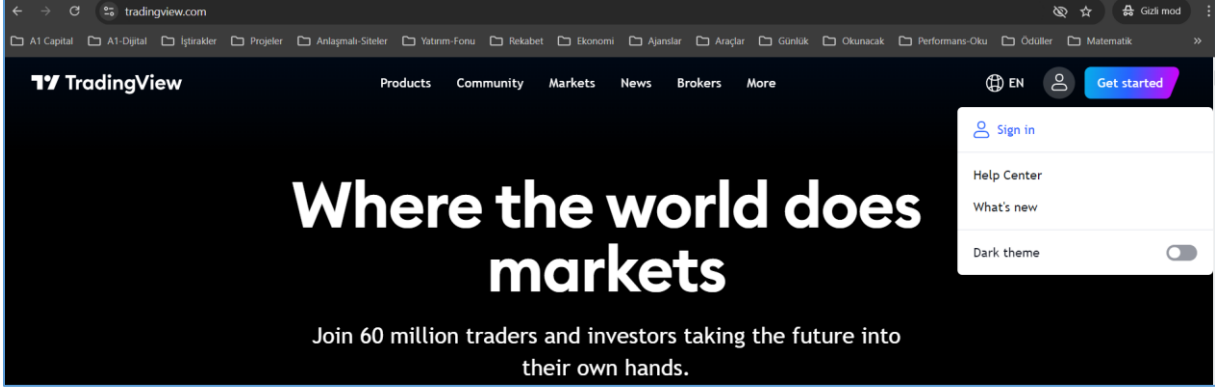 tradingview.com
Gizli mod
A1 Capital A1-Dijital İştirakler Projeler Anlaşmalı-Siteler Yatırım-Fonu Rekabet Ekonomi Ajanslar Araçlar Günlük Okunacak Performans-Oku Ödüller Matematik »
TradingView Products Community Markets News Brokers More EN Get started
Sign in
Help Center
What's new
Dark theme
Where the world does
markets
Join 60 million traders and investors taking the future into
their own hands.